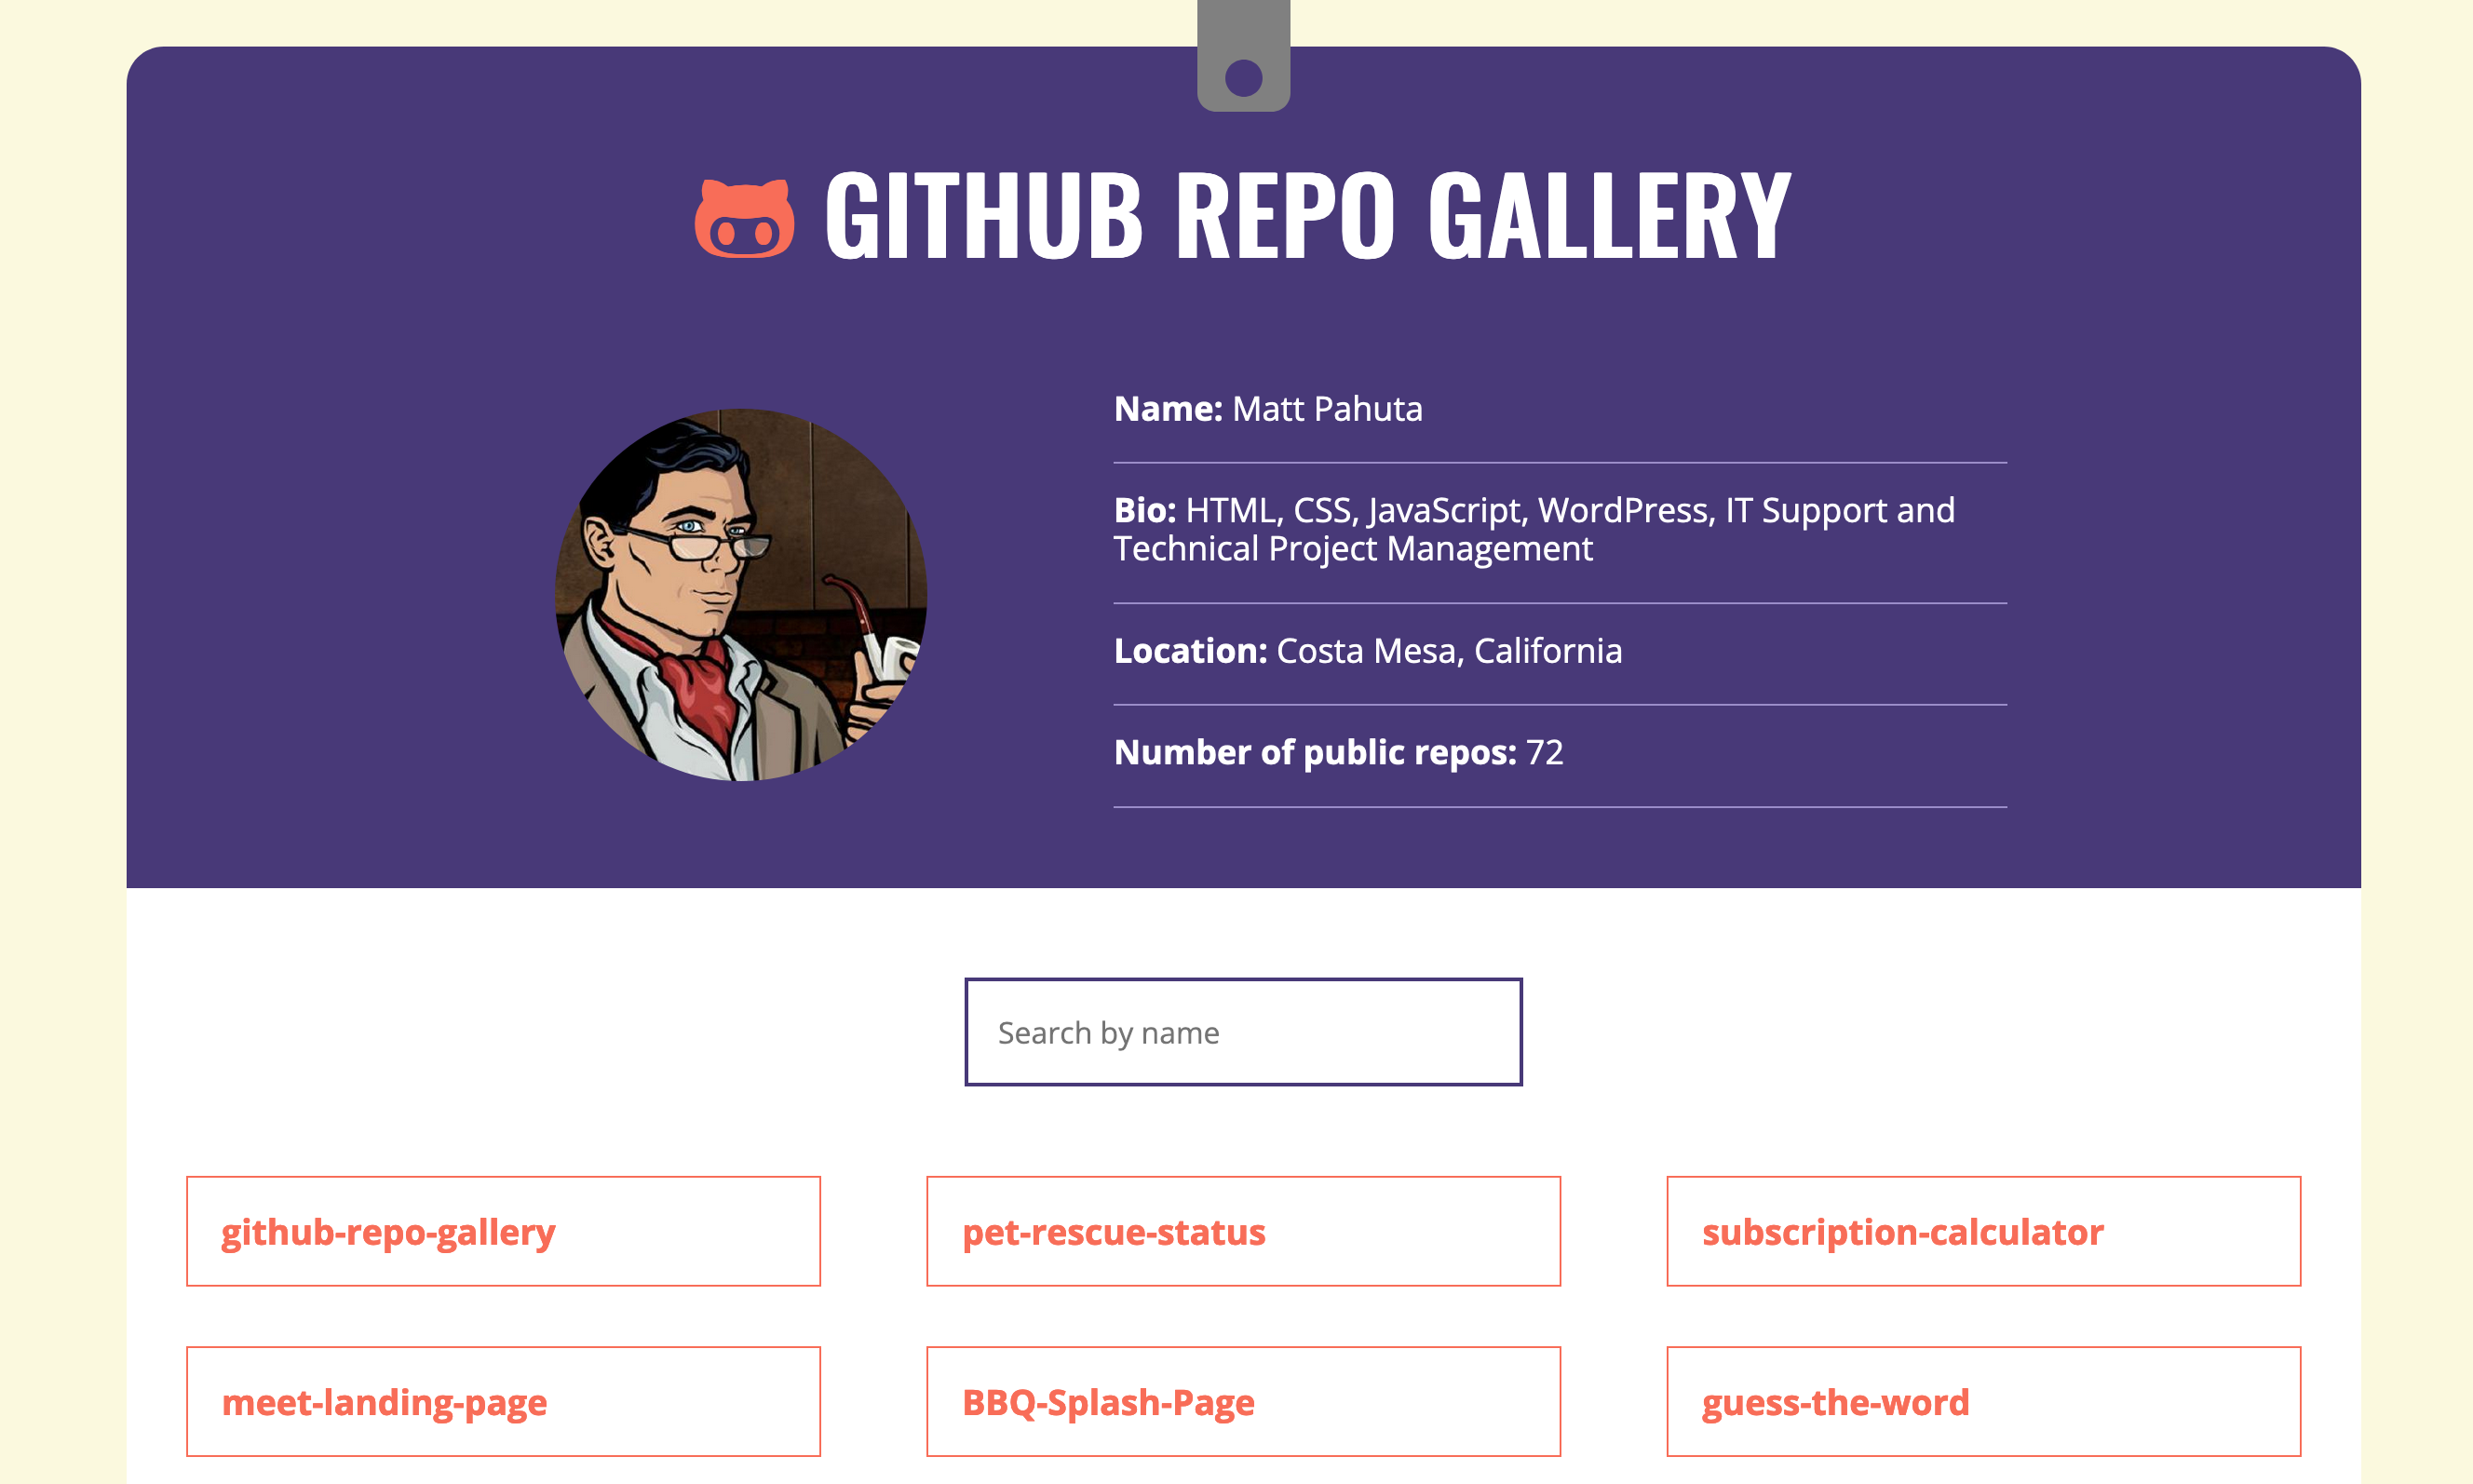 GITHUB REPO GALLERY
Name: Matt Pahuta
Bio: HTML, CSS, JavaScript, WordPress, IT Support and
Technical Project Management
Location: Costa Mesa, California
Number of public repos: 72
Search by name
github-repo-gallery
pet-rescue-status
subscription-calculator
meet-landing-page
BBQ-Splash-Page
guess-the-word